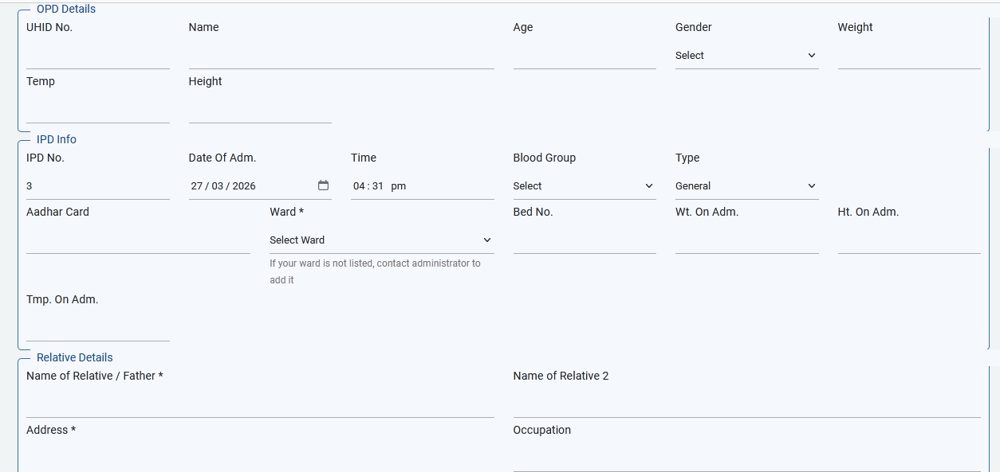 OPD Details
UHID No. Name Age Gender Weight
Select
Temp Height
IPD Info
IPD No. Date Of Adm. Time Blood Group Type
3 27 / 03 / 2026 04 : 31 pm Select General
Aadhar Card Ward * Bed No. Wt. On Adm. Ht. On Adm.
Select Ward
If your ward is not listed, contact administrator to
add it
Tmp. On Adm.
Relative Details
Name of Relative / Father * Name of Relative 2
Address * Occupation